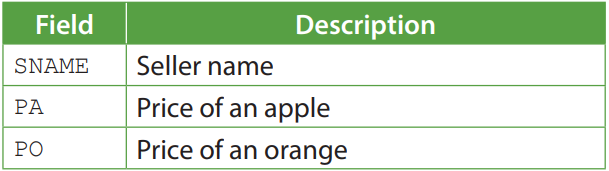 Field Description
SNAME Seller name
PA Price of an apple
PO Price of an orange